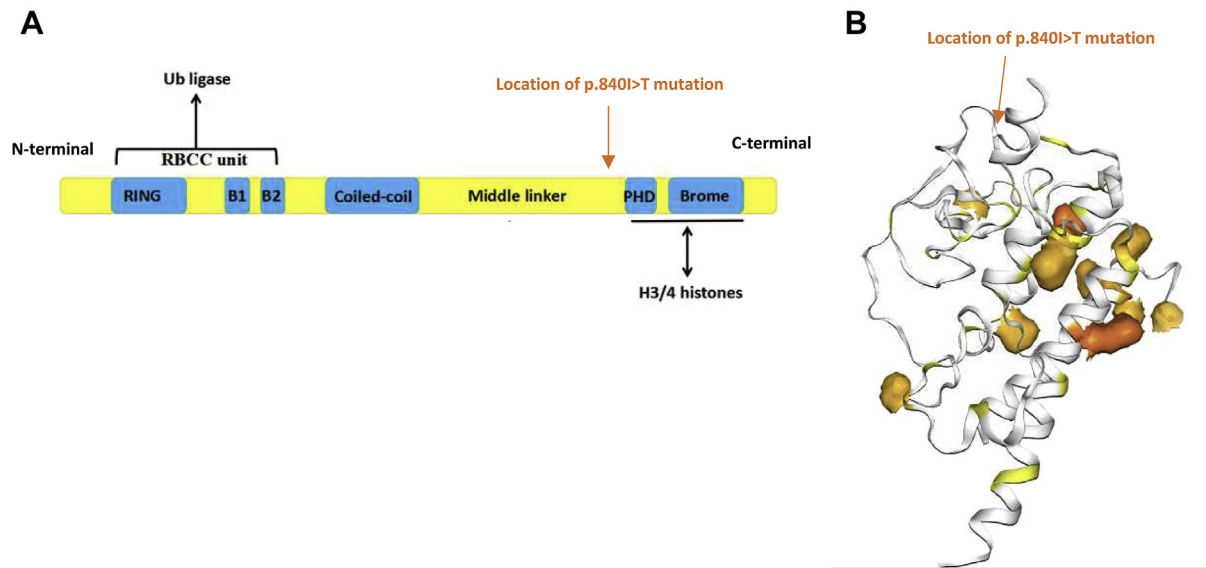 A
B
Location of p.840I>T mutation
Ub ligase
Location of p.840I>T mutation
N-terminal
C-terminal
RBCC unit
RING
B1
B2
Coiled-coil
Middle linker
PHD
Brome
H3/4 histones